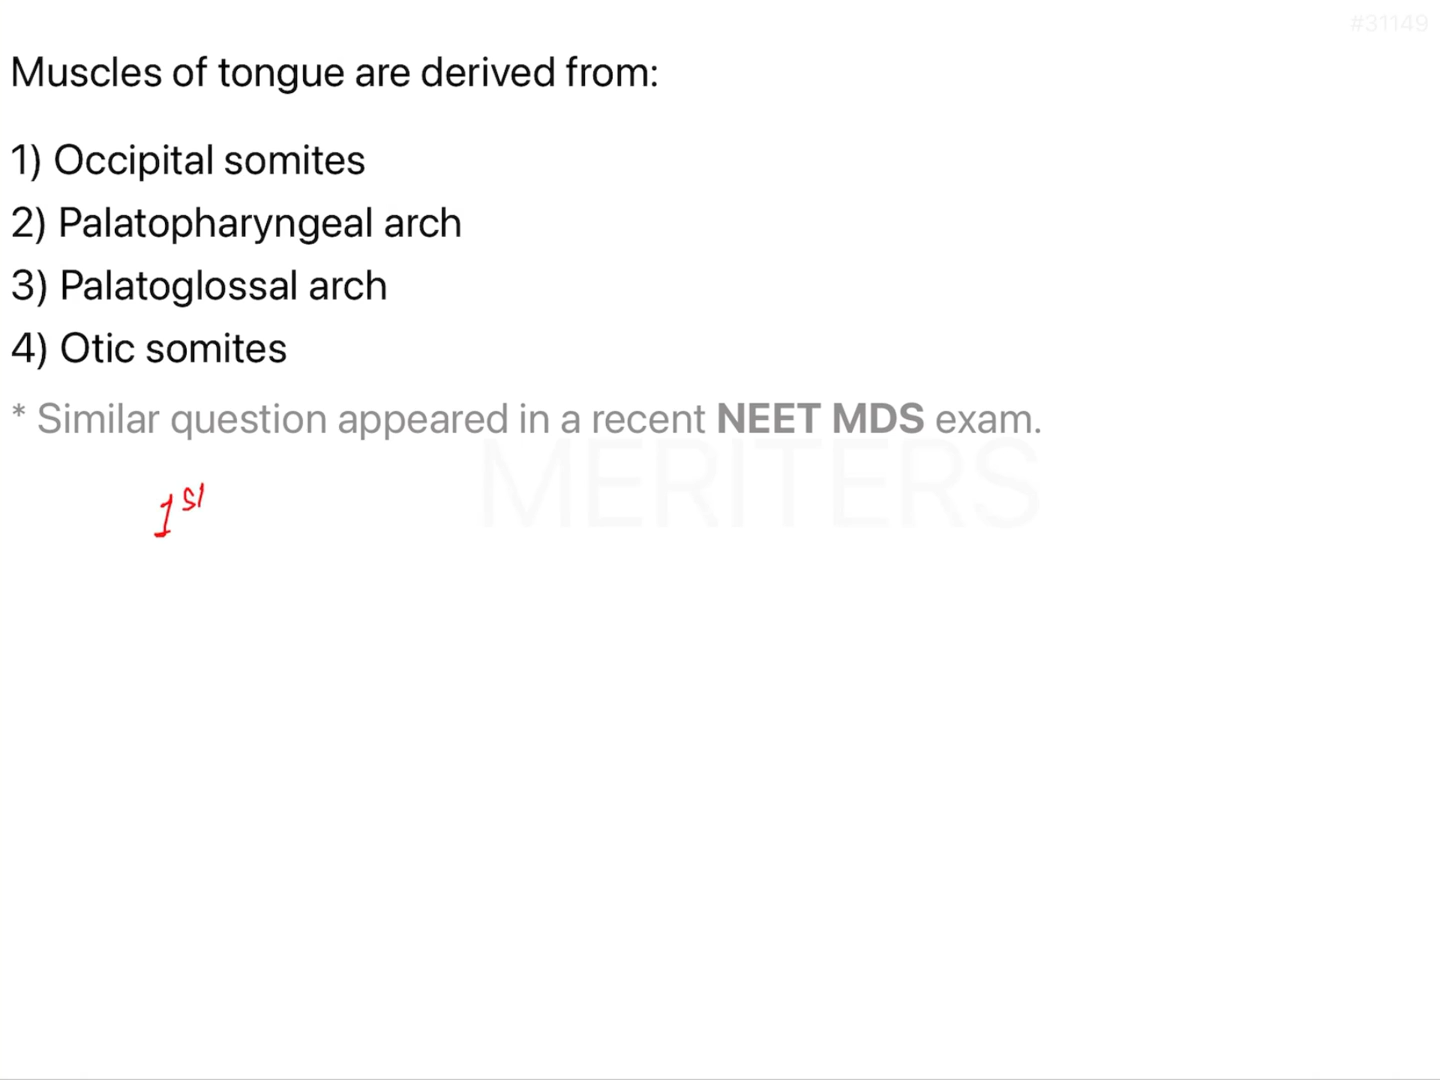 #31149
Muscles of tongue are derived from:
1) Occipital somites
2) Palatopharyngeal arch
3) Palatoglossal arch
4) Otic somites
* Similar question appeared in a recent NEET MDS exam.
MERITERS
1st